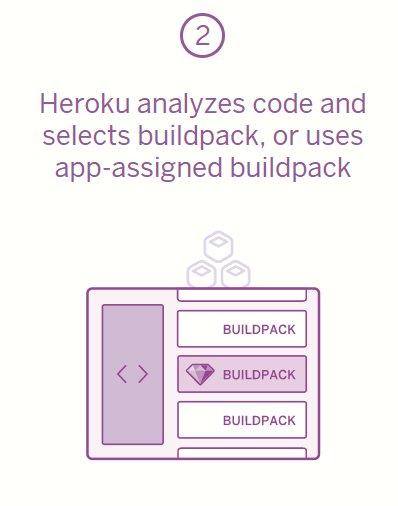 2
Heroku analyzes code and
selects buildpack, or uses
app-assigned buildpack
< >
BUILDPACK
BUILDPACK
BUILDPACK